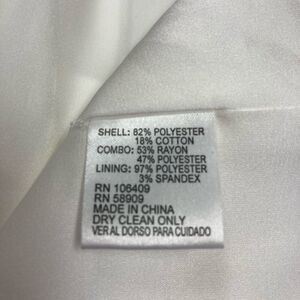 SHELL: 82% POLYESTER
18% COTTON
COMBO: 53% RAYON
47% POLYESTER
LINING: 97% POLYESTER
3% SPANDEX
RN 106409
RN 58909
MADE IN CHINA
DRY CLEAN ONLY
VER AL DORSO PARA CUIDADO